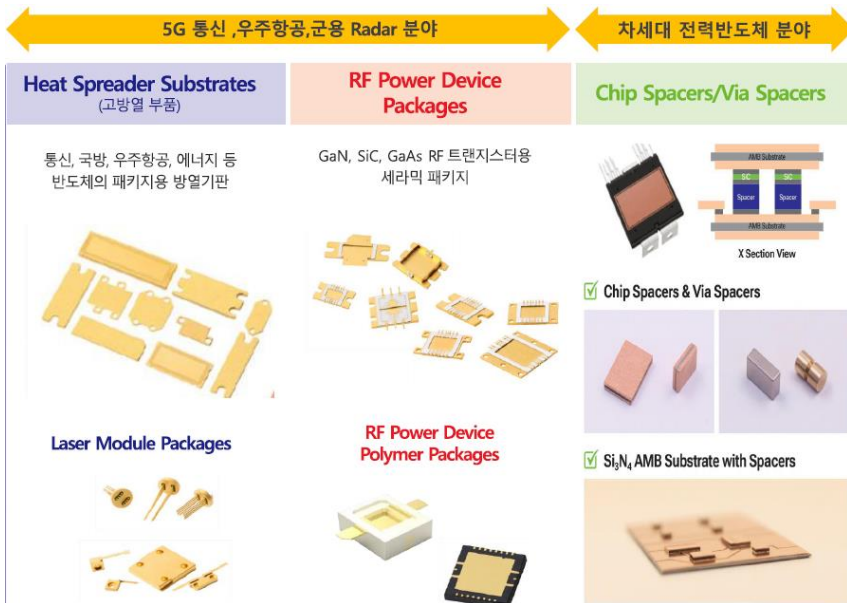 5G 통신 ,우주항공,군용 Radar 분야
차세대 전력반도체 분야
Heat Spreader Substrates
(고방열 부품)
통신, 국방, 우주항공, 에너지 등
반도체의 패키지용 방열기판
Laser Module Packages
RF Power Device
Packages
GaN, SiC, GaAs RF 트랜지스터용
세라믹 패키지
RF Power Device
Polymer Packages
Chip Spacers/Via Spacers
AMB Substrate
SiC
SiC
Spacer
Spacer
AMB Substrate
X Section View
Chip Spacers & Via Spacers
Si₃N₄ AMB Substrate with Spacers